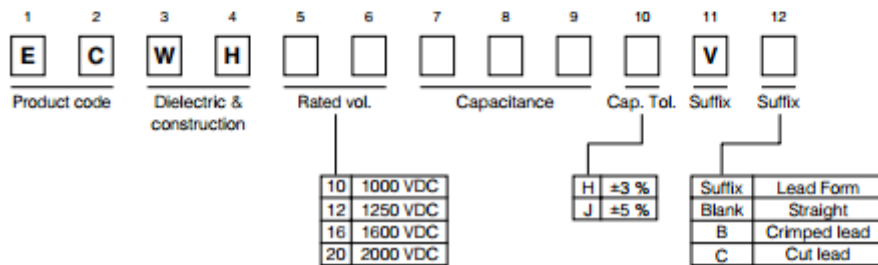 1 2 3 4 5 6 7 8 9 10 11 12
E C W H V
Product code Dielectric & construction Rated vol. Capacitance Cap. Tol. Suffix Suffix
10 1000 VDC
12 1250 VDC
16 1600 VDC
20 2000 VDC
H ±3 %
J ±5 %
Suffix Lead Form
Blank Straight
B Crimped lead
C Cut lead